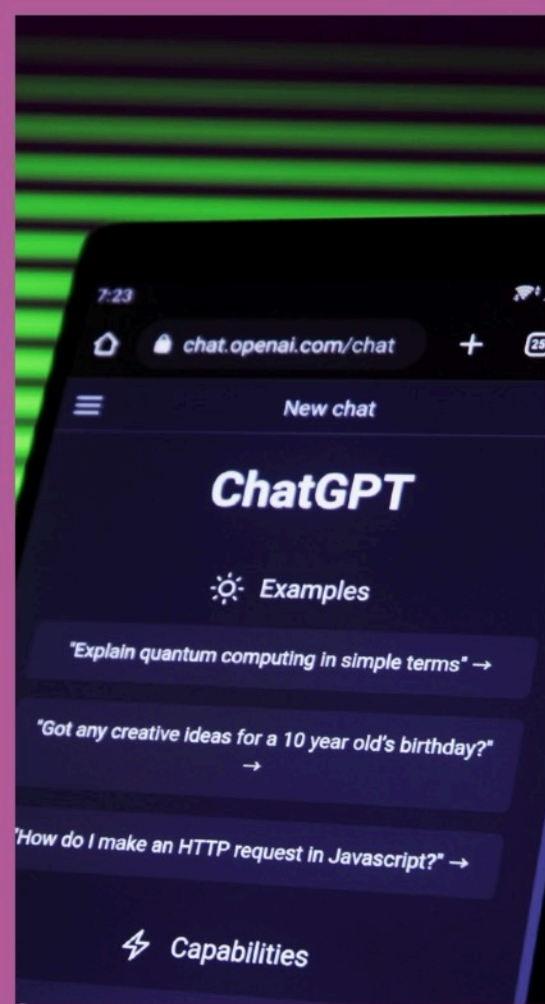 7:23
chat.openai.com/chat
25
New chat
ChatGPT
Examples
"Explain quantum computing in simple terms" →
"Got any creative ideas for a 10 year old's birthday?"
→
"How do I make an HTTP request in Javascript?" →
Capabilities